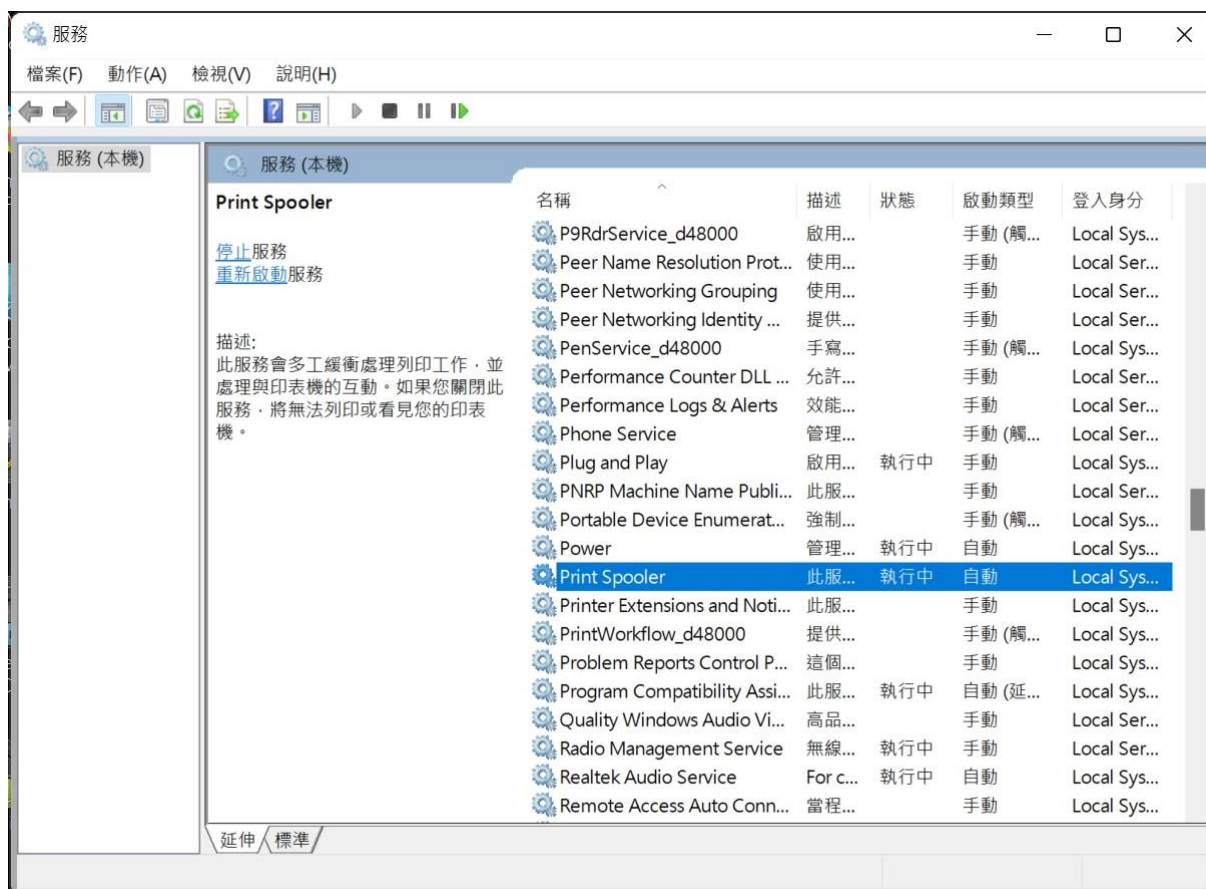 服務
檔案(F) 動作(A) 檢視(V) 說明(H)
服務 (本機)
服務 (本機)
Print Spooler
停止服務
重新啟動服務
描述:
此服務會多工緩衝處理列印工作，並
處理與印表機的互動。如果您關閉此
服務，將無法列印或看見您的印表
機。
名稱 描述 狀態 啟動類型 登入身分
P9RdrService_d48000 啟用... 手動 (觸... Local Sys...
Peer Name Resolution Prot... 使用... 手動 Local Ser...
Peer Networking Grouping 使用... 手動 Local Ser...
Peer Networking Identity ... 提供... 手動 Local Ser...
PenService_d48000 手寫... 手動 (觸... Local Sys...
Performance Counter DLL ... 允許... 手動 Local Ser...
Performance Logs & Alerts 效能... 手動 Local Ser...
Phone Service 管理... 手動 (觸... Local Ser...
Plug and Play 啟用... 執行中 手動 Local Sys...
PNRP Machine Name Publi... 此服... 手動 Local Ser...
Portable Device Enumerat... 強制... 手動 (觸... Local Sys...
Power 管理... 執行中 自動 Local Sys...
Print Spooler 此服... 執行中 自動 Local Sys...
Printer Extensions and Noti... 此服... 手動 Local Sys...
PrintWorkflow_d48000 提供... 手動 (觸... Local Sys...
Problem Reports Control P... 這個... 手動 Local Sys...
Program Compatibility Assi... 此服... 執行中 自動 (延... Local Sys...
Quality Windows Audio Vi... 高品... 手動 Local Ser...
Radio Management Service 無線... 執行中 手動 Local Ser...
Realtek Audio Service For c... 執行中 自動 Local Sys...
Remote Access Auto Conn... 當程... 手動 Local Sys...
延伸 標準